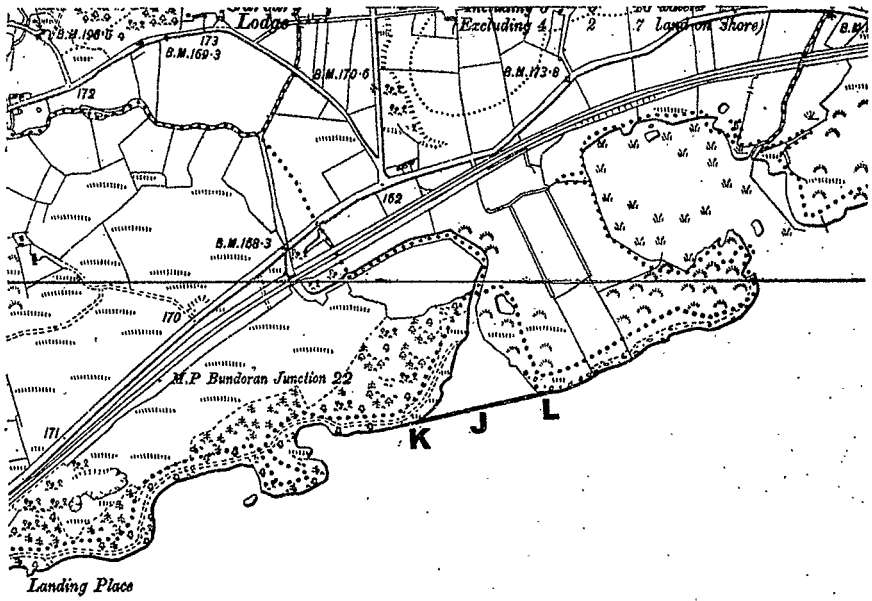 Lodge
(Excluding 4 2 7 land on shore)
B.M.196·5
173
B.M.169·3
B.M.170·6
B.M.173·8
172
162
B.M.168·3
170
M.P Bundoran Junction 22
171
K J L
Landing Place